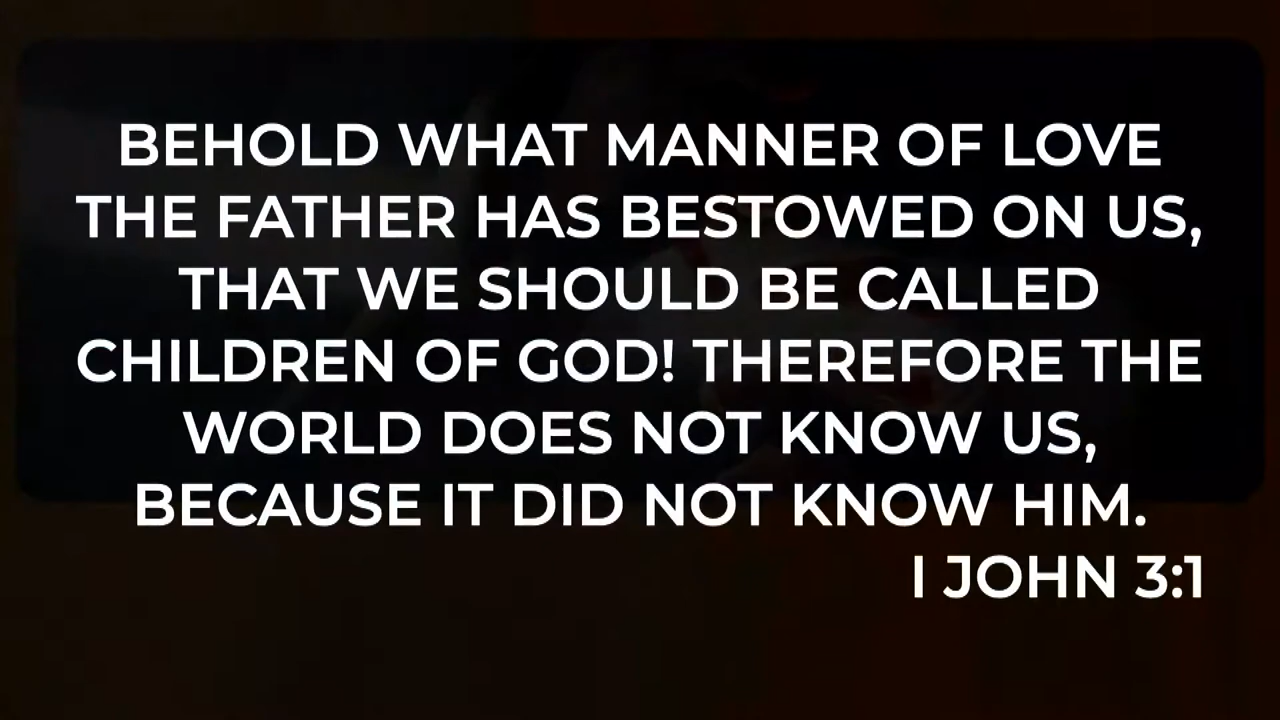 BEHOLD WHAT MANNER OF LOVE
THE FATHER HAS BESTOWED ON US,
THAT WE SHOULD BE CALLED
CHILDREN OF GOD! THEREFORE THE
WORLD DOES NOT KNOW US,
BECAUSE IT DID NOT KNOW HIM.
I JOHN 3:1